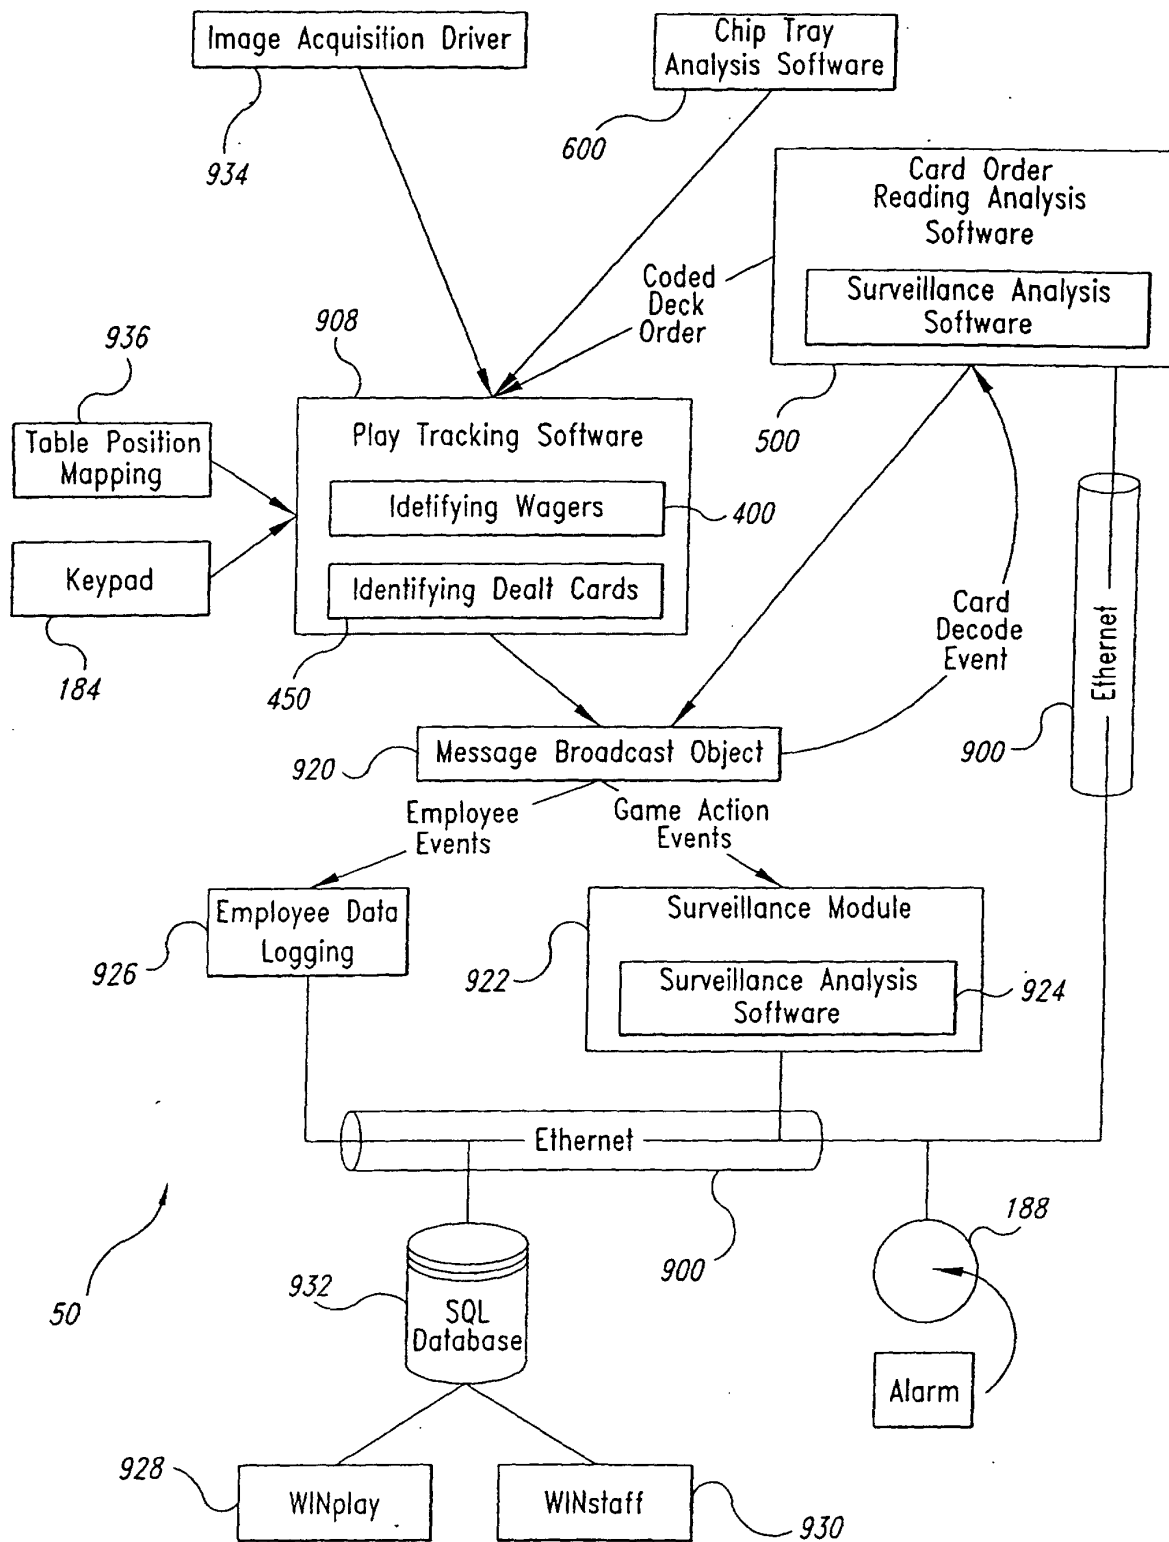 Image Acquisition Driver
934
Chip Tray
Analysis Software
600
Card Order
Reading Analysis
Software
Surveillance Analysis
Software
500
Coded
Deck
Order
908
936
Table Position
Mapping
Keypad
184
Play Tracking Software
Idetifying Wagers
400
Identifying Dealt Cards
450
Card
Decode
Event
Ethernet
900
920
Message Broadcast Object
Employee
Events
Game Action
Events
Employee Data
Logging
926
Surveillance Module
922
Surveillance Analysis
Software
924
Ethernet
900
188
50
932
SQL
Database
Alarm
928
WINplay
WINstaff
930